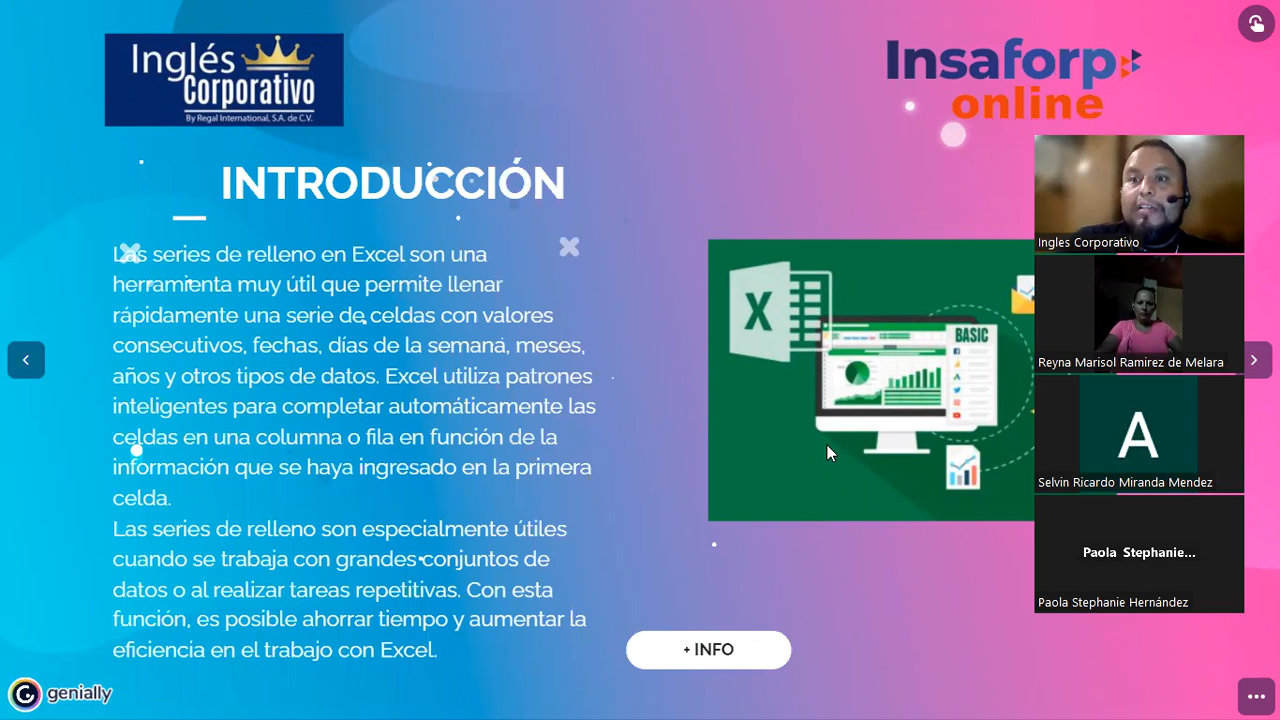 Inglés
Corporativo
By Regal International, S.A. de C.V.
Insaforp
online
INTRODUCCIÓN
Las series de relleno en Excel son una
herramienta muy útil que permite llenar
rápidamente una serie de celdas con valores
consecutivos, fechas, días de la semana, meses,
años y otros tipos de datos. Excel utiliza patrones
inteligentes para completar automáticamente las
celdas en una columna o fila en función de la
información que se haya ingresado en la primera
celda.
Las series de relleno son especialmente útiles
cuando se trabaja con grandes conjuntos de
datos o al realizar tareas repetitivas. Con esta
función, es posible ahorrar tiempo y aumentar la
eficiencia en el trabajo con Excel.
X
BASIC
+ INFO
genially
Ingles Corporativo
Reyna Marisol Ramirez de Melara
A
Selvin Ricardo Miranda Mendez
Paola Stephanie...
Paola Stephanie Hernández